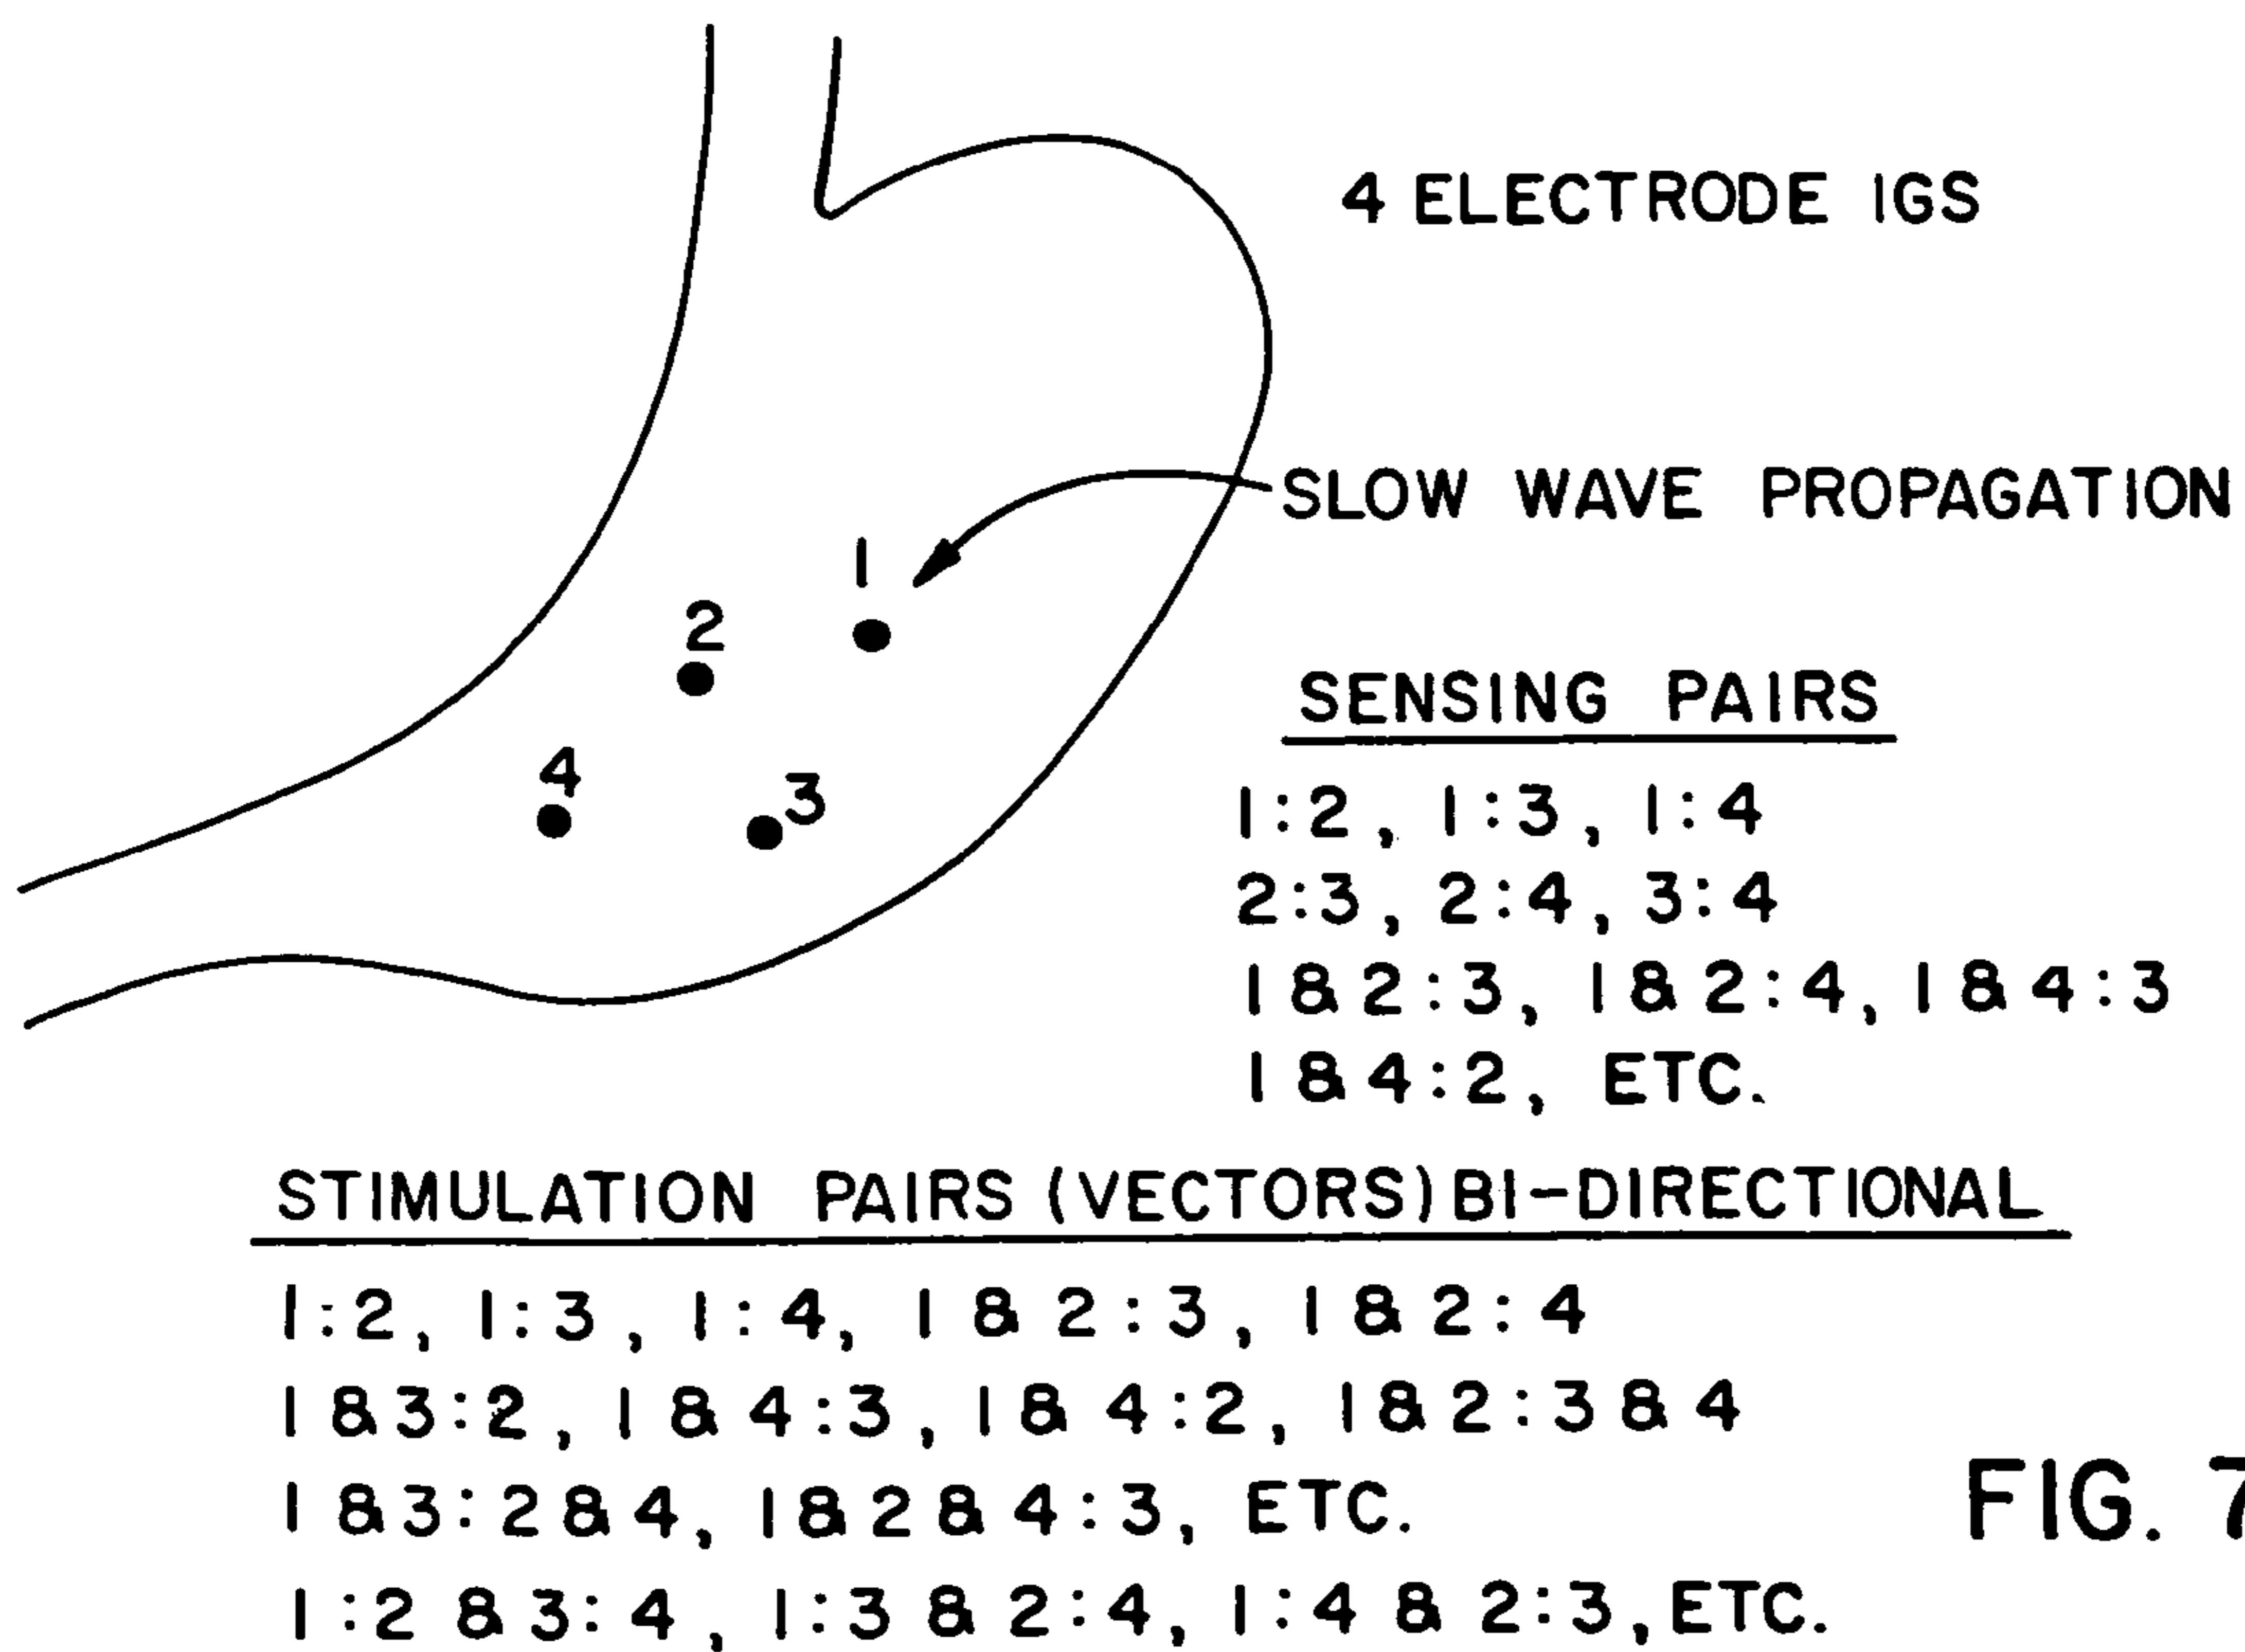 4 ELECTRODE IGS
SLOW WAVE PROPAGATION
1
2
4
3
SENSING PAIRS
1:2, 1:3, 1:4
2:3, 2:4, 3:4
1&2:3, 1&2:4, 1&4:3
1&4:2, ETC.
STIMULATION PAIRS (VECTORS) BI-DIRECTIONAL
1:2, 1:3, 1:4, 1&2:3, 1&2:4
1&3:2, 1&4:3, 1&4:2, 1&2:3&4
1&3:2&4, 1&2&4:3, ETC.
1:2&3:4, 1:3&2:4, 1:4&2:3, ETC.
FIG. 7